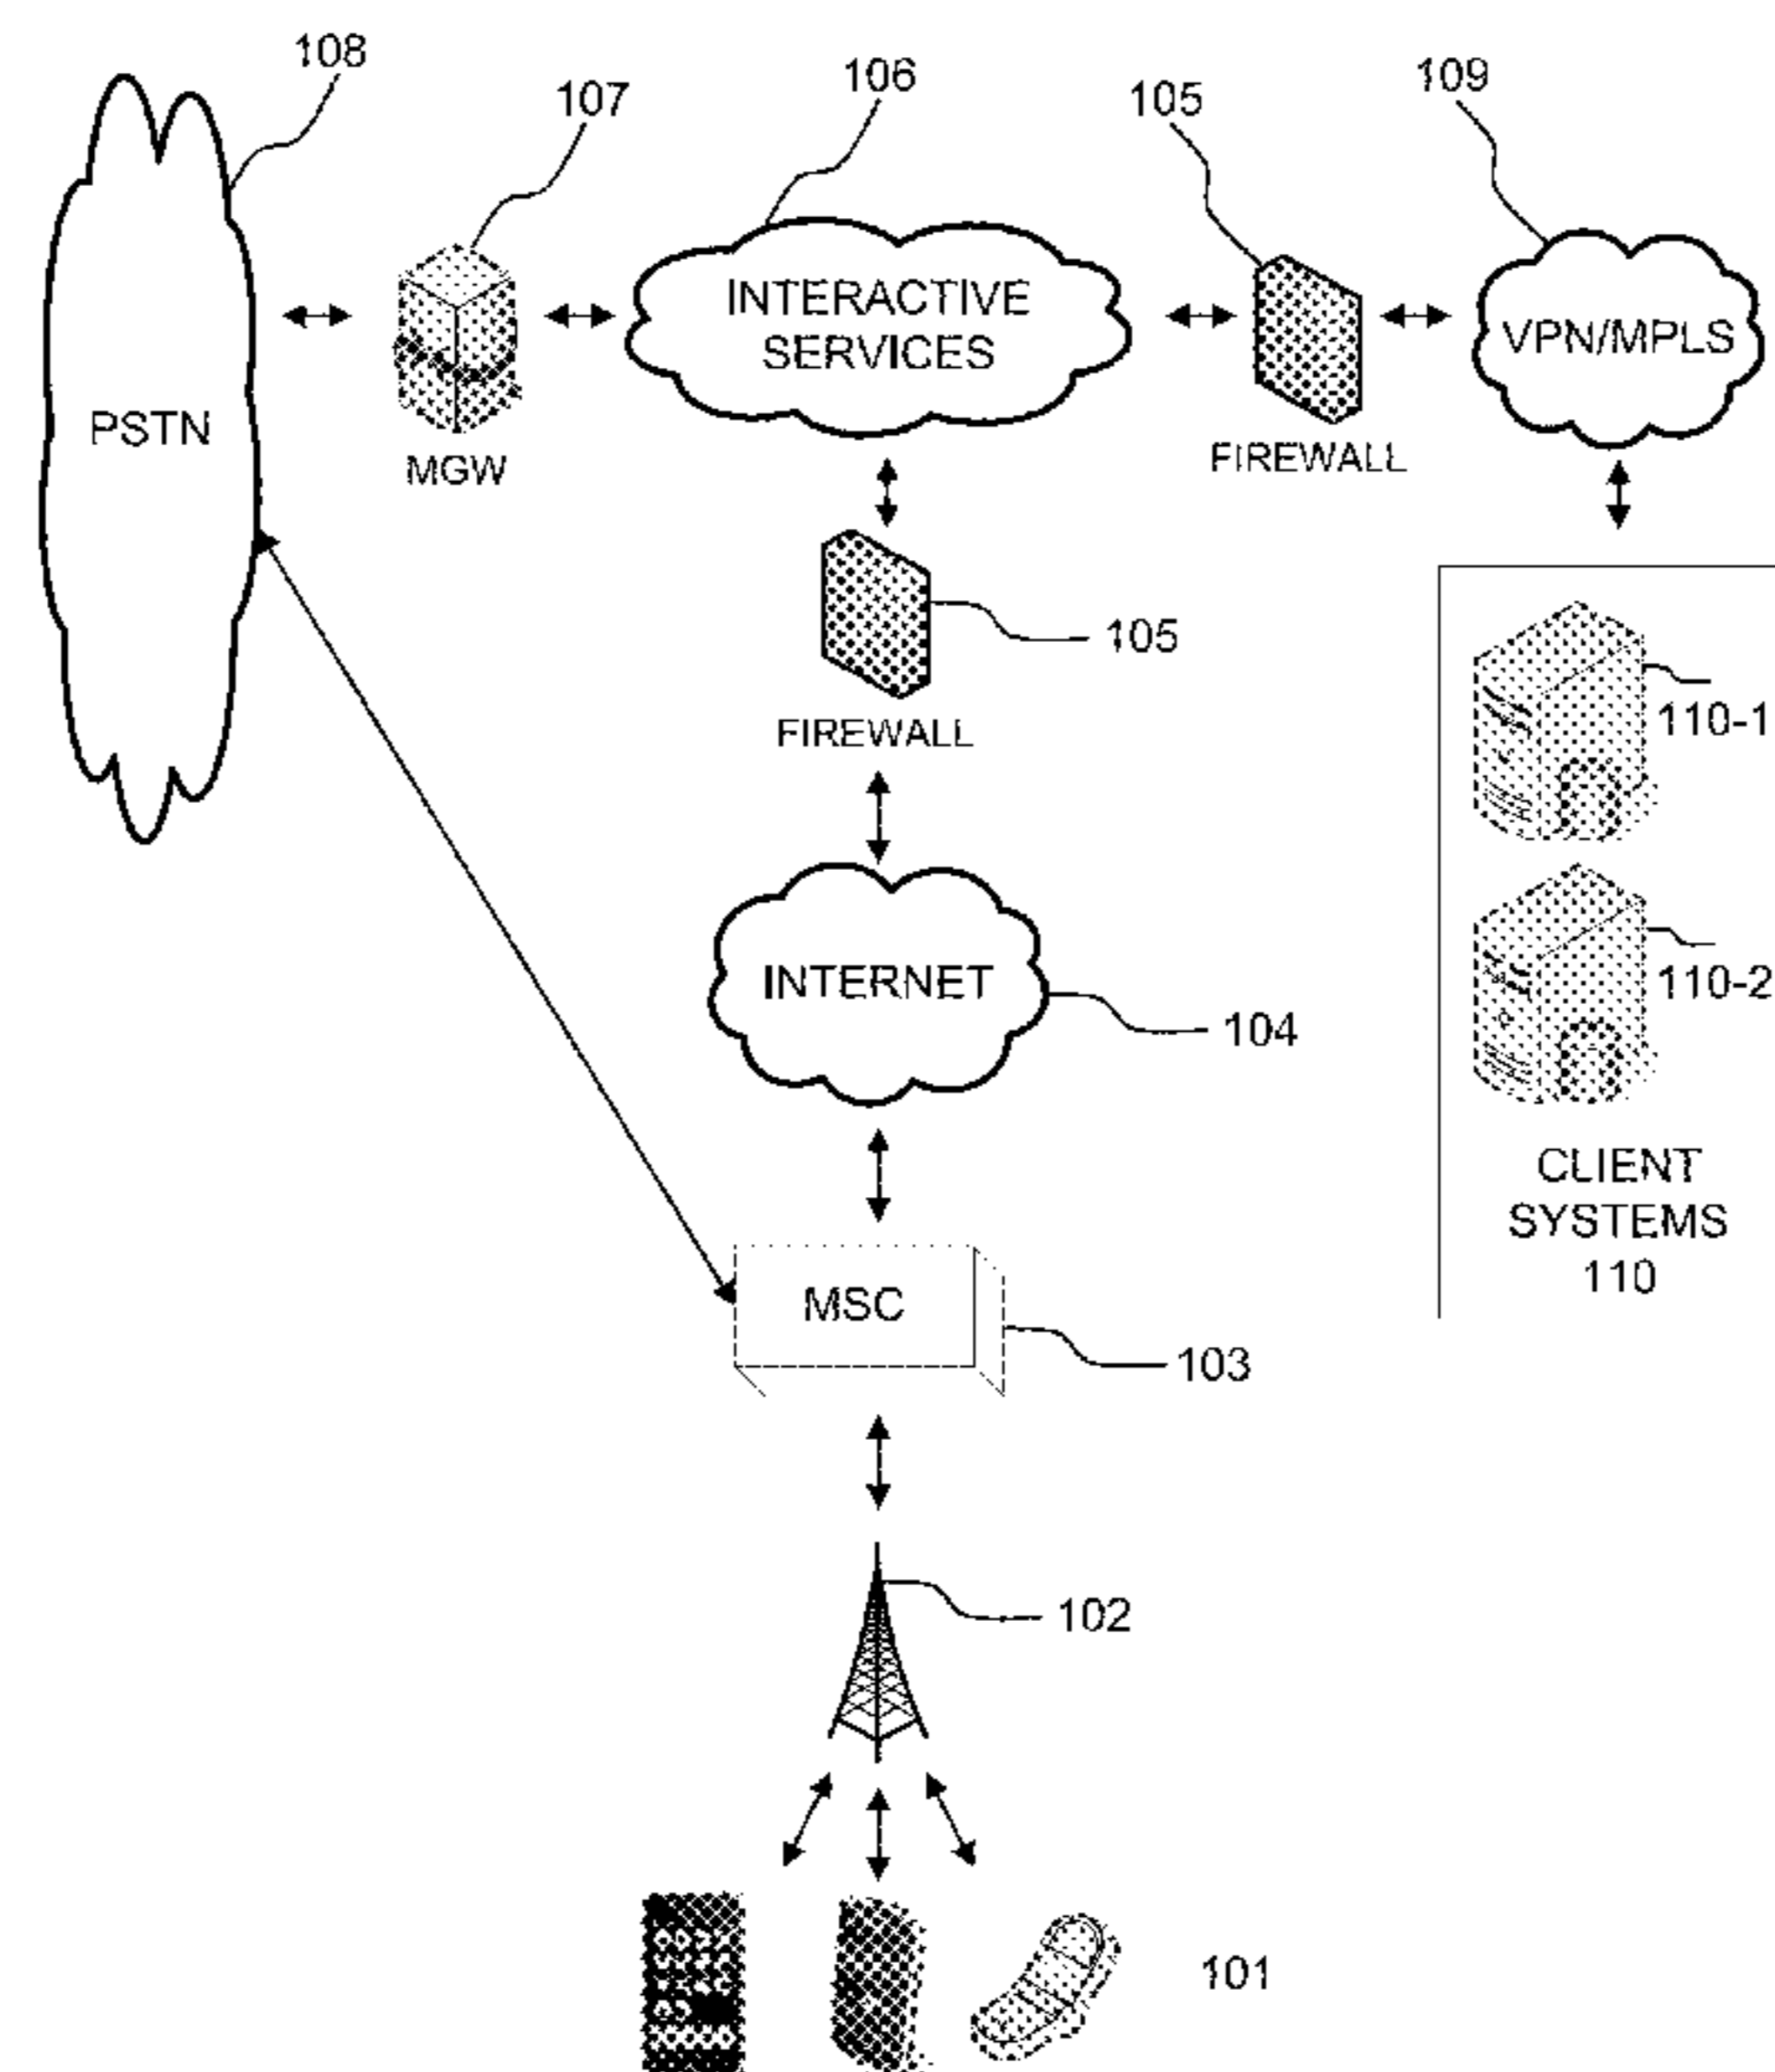 108
107
106
105
109
INTERACTIVE
SERVICES
VPN/MPLS
PSTN
MGW
FIREWALL
105
FIREWALL
110-1
INTERNET
110-2
104
CLIENT
SYSTEMS
110
MSC
103
102
101